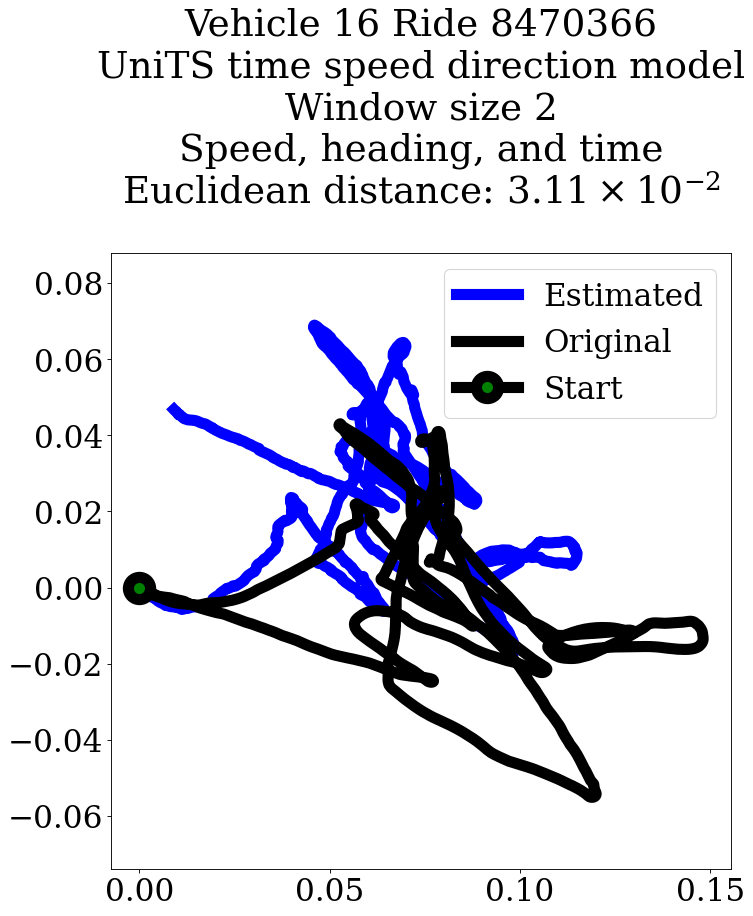 Vehicle 16 Ride 8470366
UniTS time speed direction model
Window size 2
Speed, heading, and time
Euclidean distance: 3.11 × 10⁻²
Estimated
Original
Start
0.08
0.06
0.04
0.02
0.00
−0.02
−0.04
−0.06
0.00 0.05 0.10 0.15